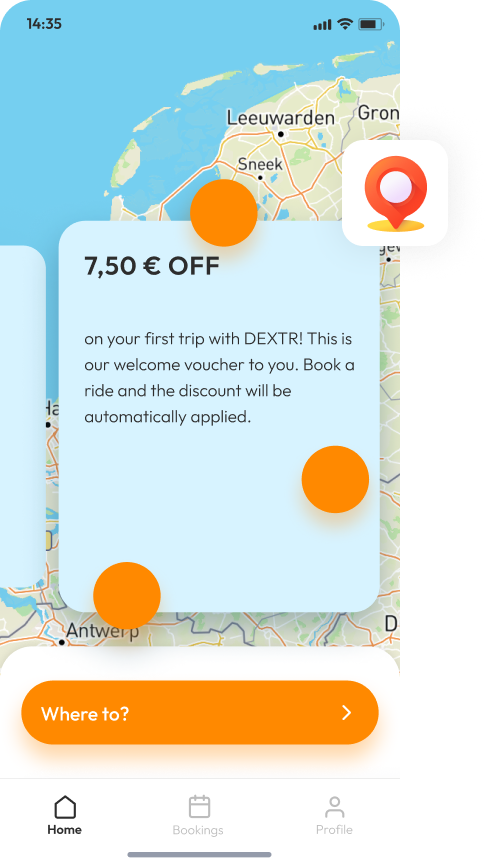 14:35
Leeuwarden
Gron
Sneek
7,50 € OFF
on your first trip with DEXTR! This is
our welcome voucher to you. Book a
ride and the discount will be
automatically applied.
Antwerp
D
Where to?
Home
Bookings
Profile